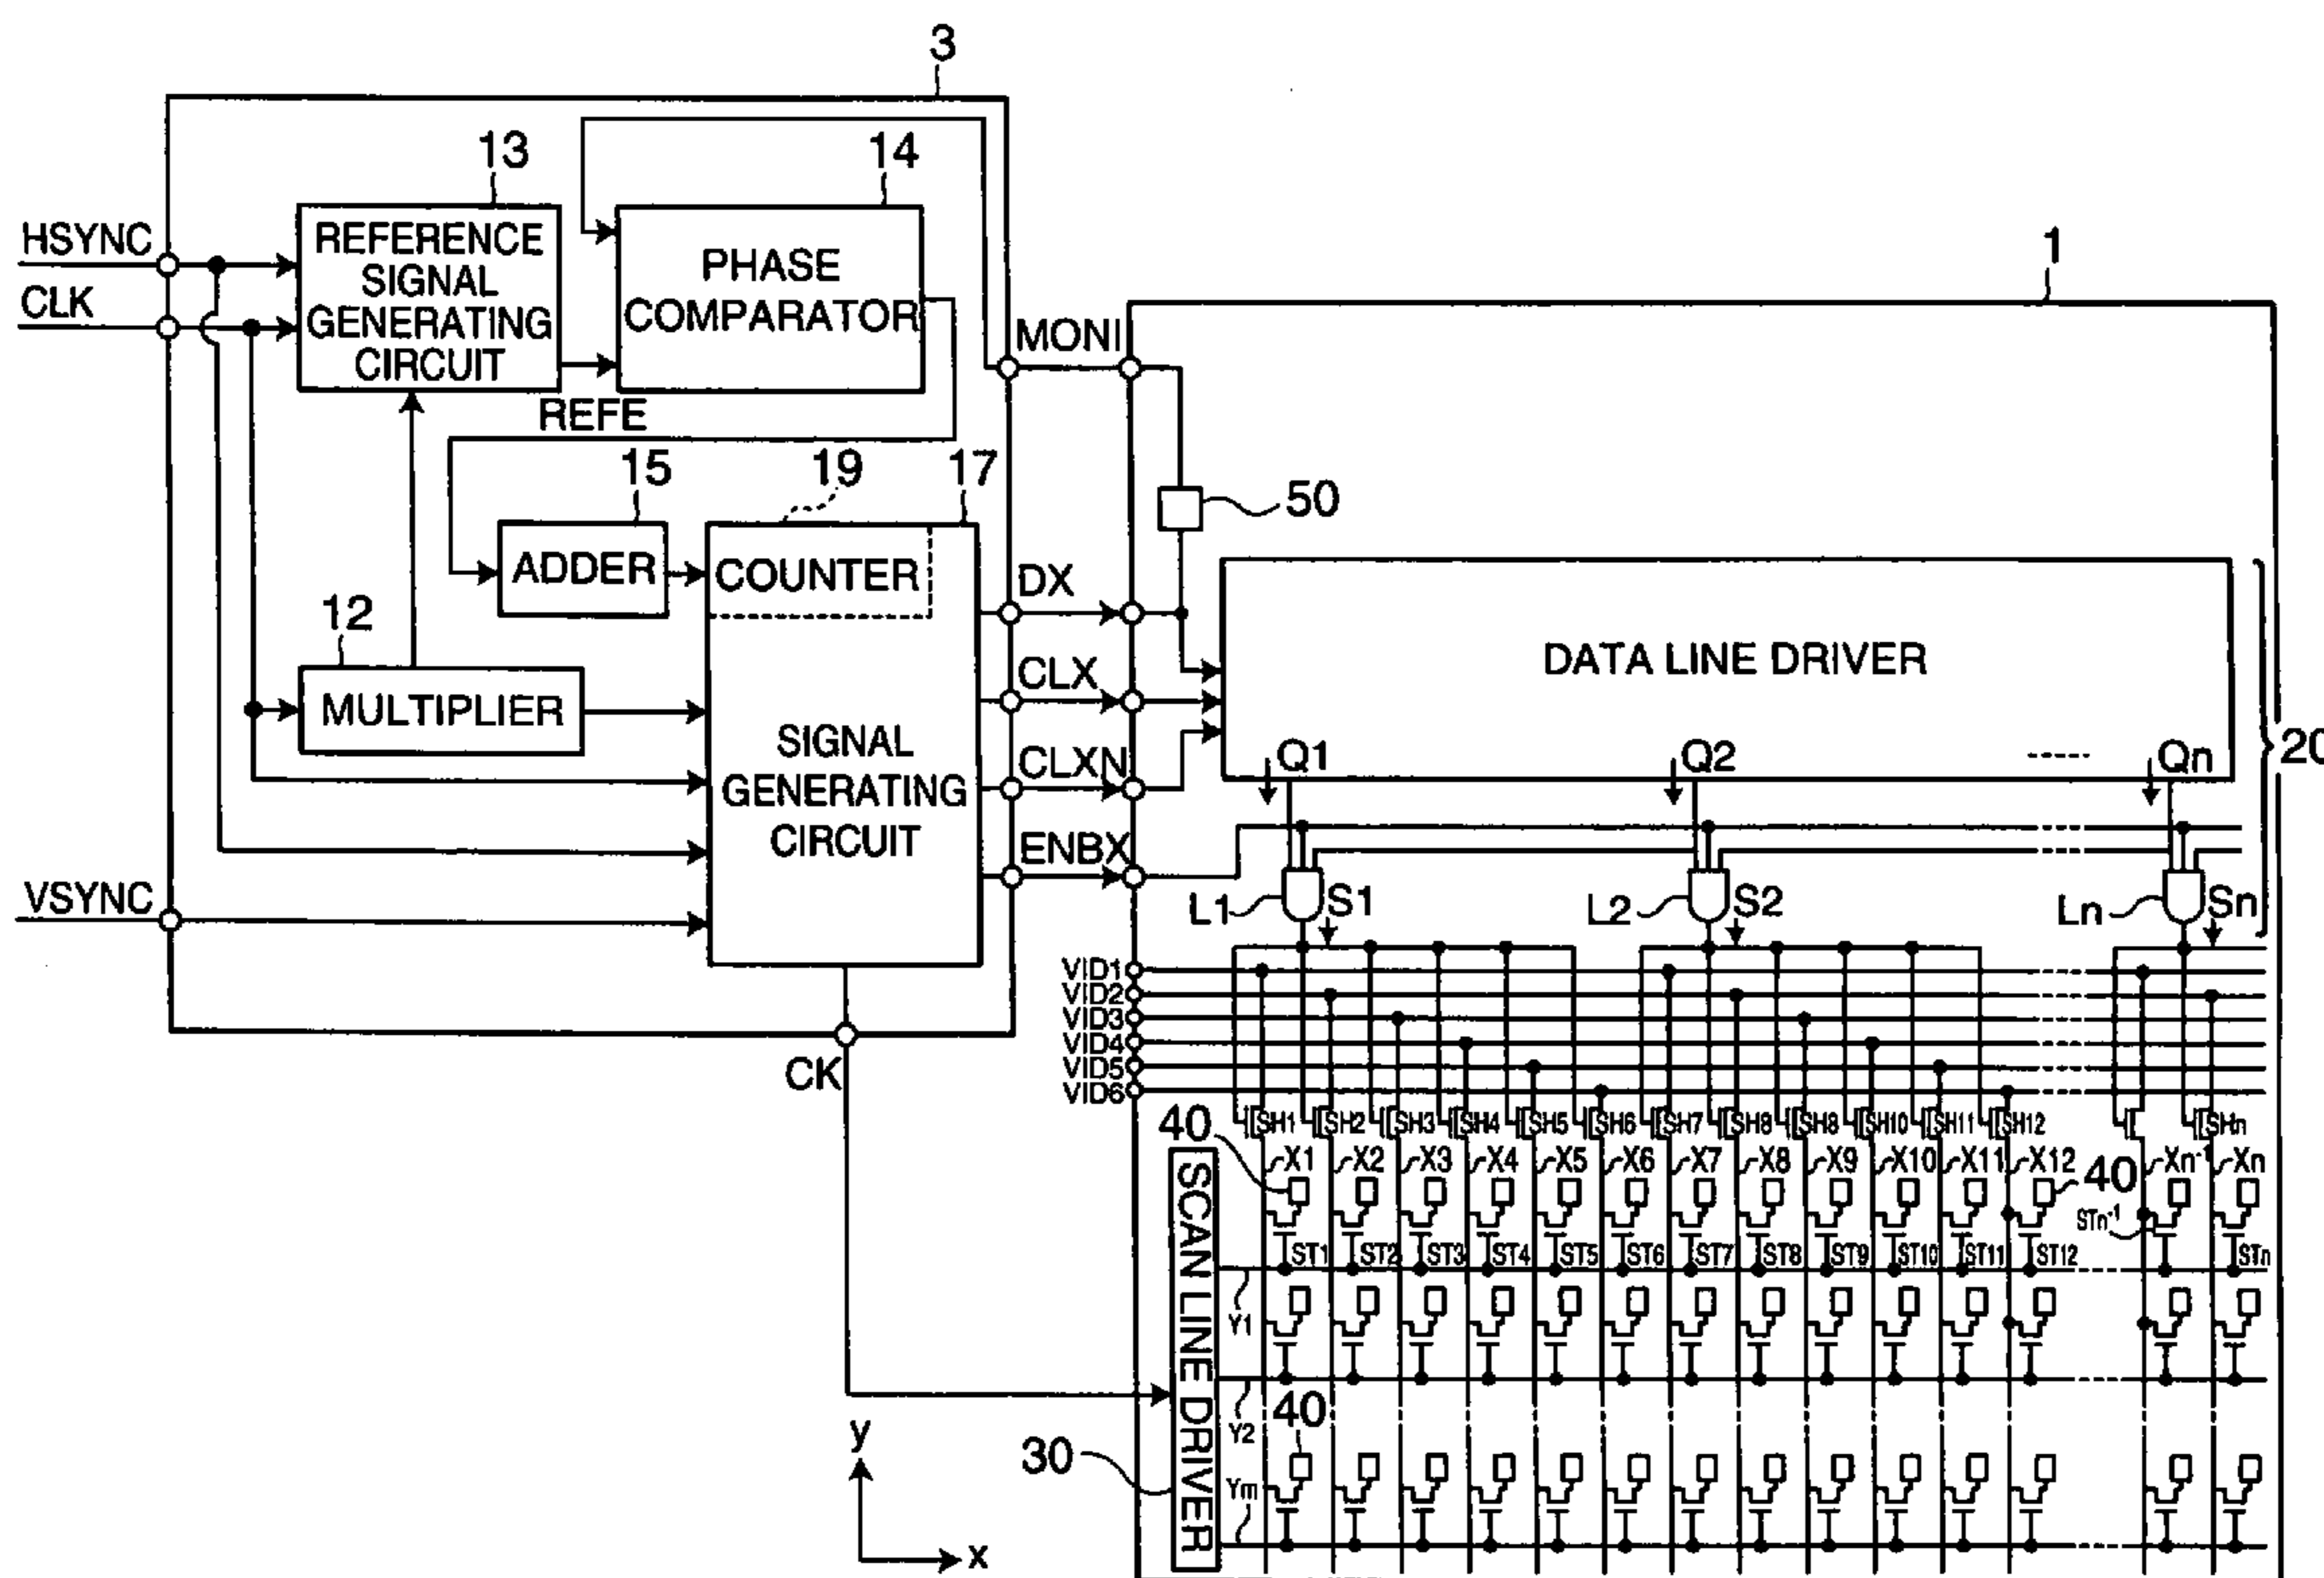 3
13
14
HSYNC
CLK
REFERENCE
SIGNAL
GENERATING
CIRCUIT
PHASE
COMPARATOR
REFE
MONI
1
15
19
17
50
ADDER
COUNTER
DX
12
MULTIPLIER
CLX
DATA LINE DRIVER
SIGNAL
GENERATING
CIRCUIT
CLXN
Q1
Q2
Qn
20
ENBX
VSYNC
L1
S1
L2
S2
Ln
Sn
VID1
VID2
VID3
VID4
VID5
VID6
CK
SH1 SH2 SH3 SH4 SH5 SH6 SH7 SH8 SH8 SH10 SH11 SH12 SHn
40
X1 X2 X3 X4 X5 X6 X7 X8 X9 X10 X11 X12 Xn-1 Xn
40
STn-1
ST1 ST2 ST3 ST4 ST5 ST6 ST7 ST8 ST9 ST10 ST11 ST12 STn
SCAN LINE DRIVER
Y1
Y2
40
30
Ym
y
x